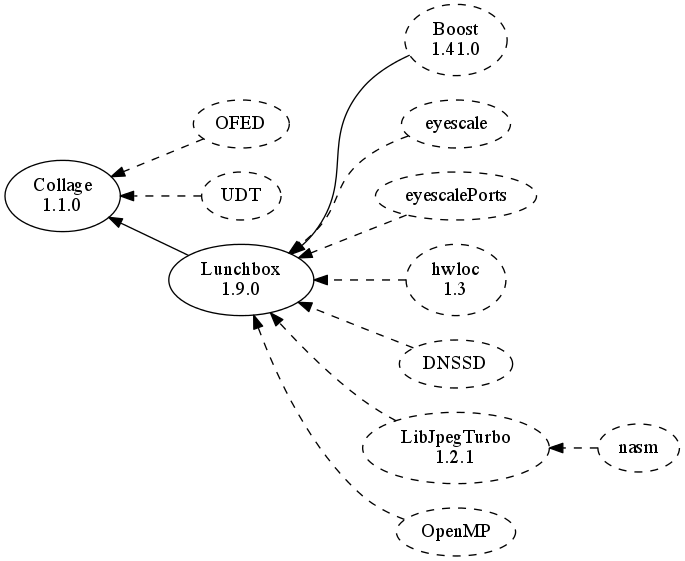 Boost
1.41.0
OFED
eyescale
Collage
1.1.0
UDT
eyescalePorts
Lunchbox
1.9.0
hwloc
1.3
DNSSD
LibJpegTurbo
1.2.1
nasm
OpenMP